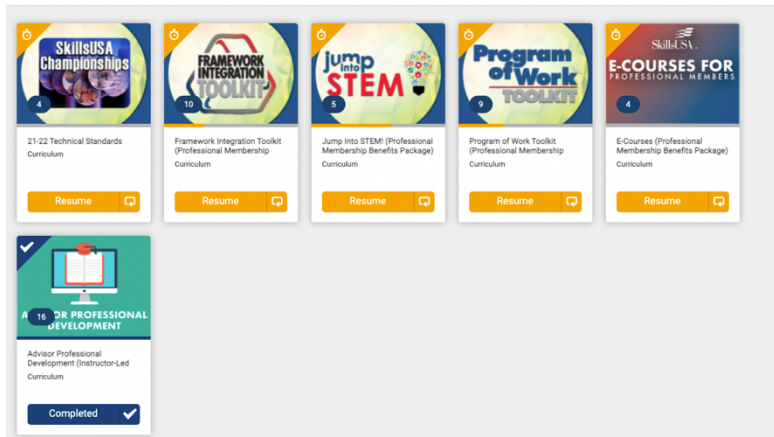 SkillsUSA
Championships
4
21-22 Technical Standards
Curriculum
Resume
FRAMEWORK
INTEGRATION
TOOLKIT
10
Framework Integration Toolkit
(Professional Membership
Curriculum
Resume
jump
into
STEM
5
Jump Into STEM! (Professional
Membership Benefits Package)
Curriculum
Resume
Program
of Work
TOOLKIT
9
Program of Work Toolkit
(Professional Membership
Curriculum
Resume
SkillsUSA
E-COURSES FOR
PROFESSIONAL MEMBERS
4
E-Courses (Professional
Membership Benefits Package)
Curriculum
Resume
16
OR PROFESSIONAL
DEVELOPMENT
Advisor Professional
Development (Instructor-Led
Curriculum
Completed